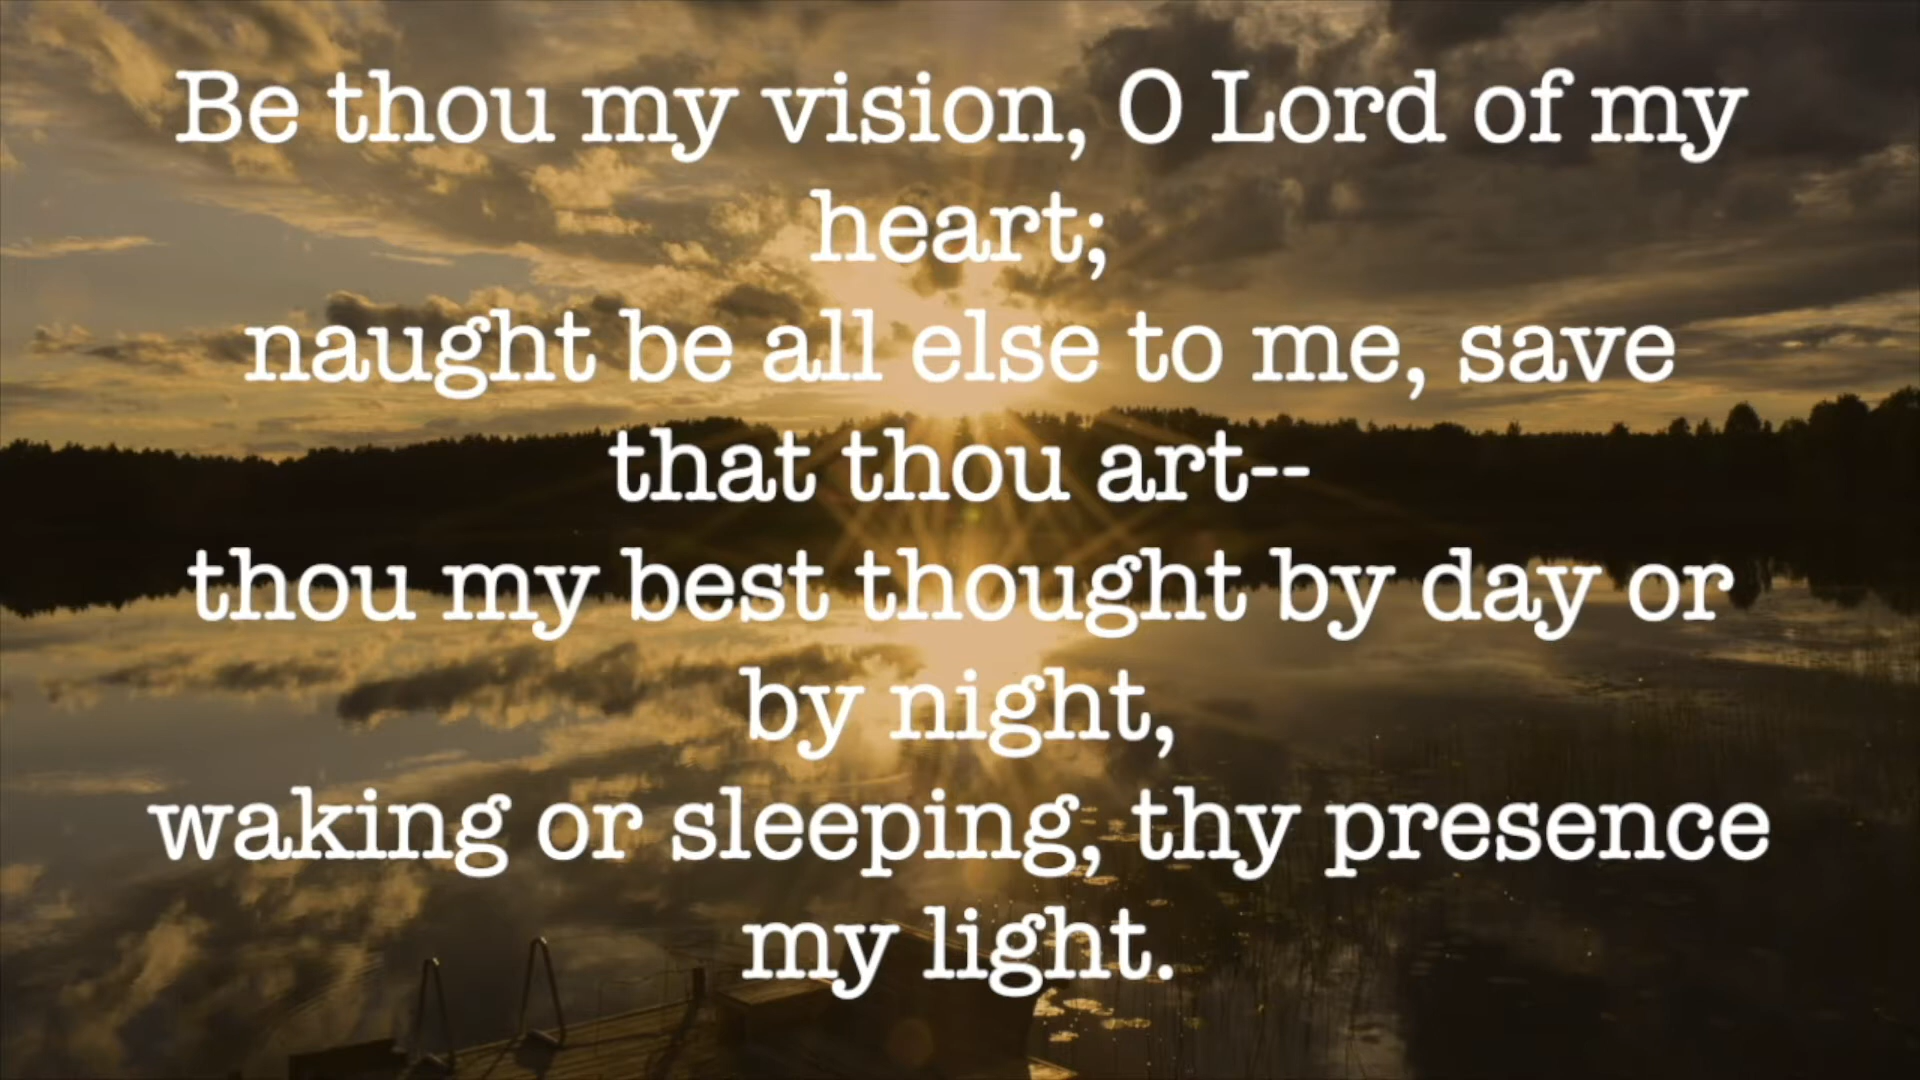 Be thou my vision, O Lord of my
heart;
naught be all else to me, save
that thou art--
thou my best thought by day or
by night,
waking or sleeping, thy presence
my light.